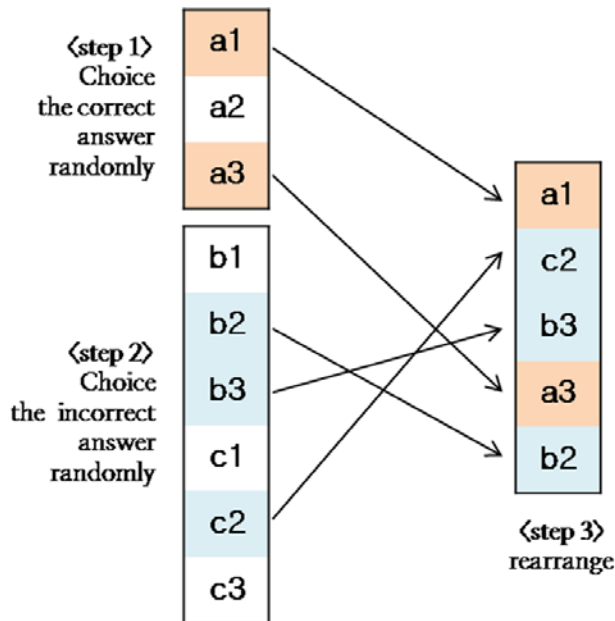 〈step 1〉
Choice
the correct
answer
randomly
a1
a2
a3
〈step 2〉
Choice
the incorrect
answer
randomly
b1
b2
b3
c1
c2
c3
a1
c2
b3
a3
b2
〈step 3〉
rearrange